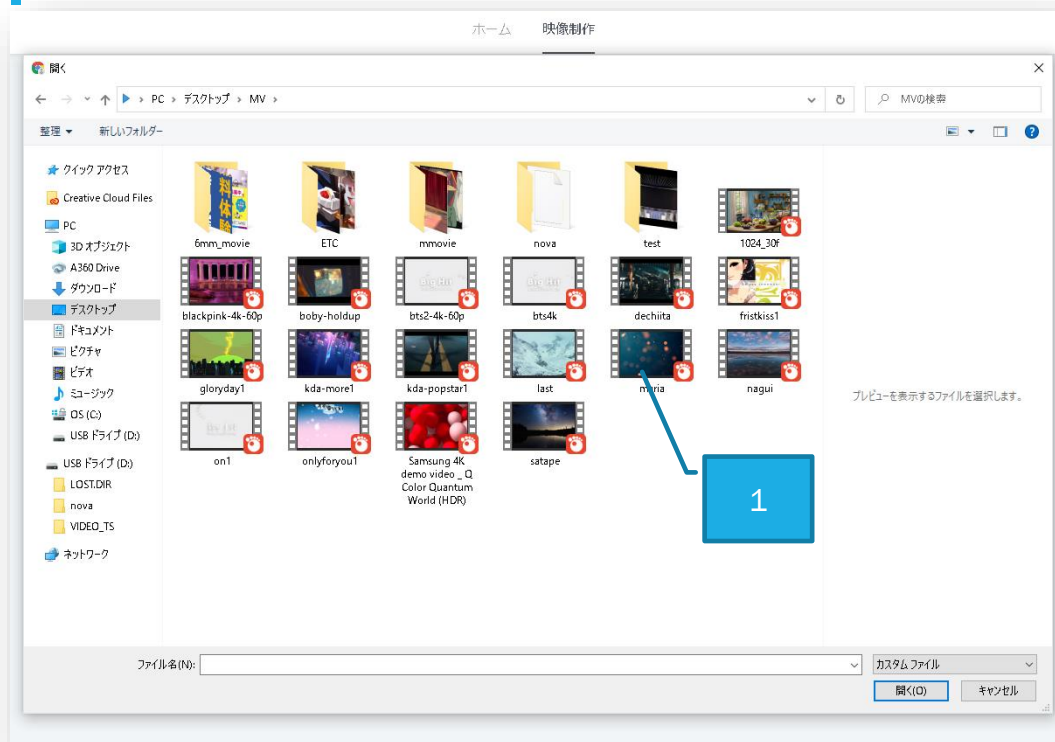 ホーム 映像制作
開く
PC › デスクトップ › MV ›
MVの検索
整理 新しいフォルダー
クイック アクセス
Creative Cloud Files
PC
3D オブジェクト
A360 Drive
ダウンロード
デスクトップ
ドキュメント
ピクチャ
ビデオ
ミュージック
OS (C:)
USB ドライブ (D:)
USB ドライブ (D:)
LOST.DIR
nova
VIDEO_TS
ネットワーク
6mm_movie ETC mmovie nova test 1024_30f
blackpink-4k-60p boby-holdup bts2-4k-60p bts4k dechiita fristkiss1
gloryday1 kda-more1 kda-popstar1 last maria nagui
on1 onlyforyou1 Samsung 4K satape
demo video _ Q
Color Quantum
World (HDR)
プレビューを表示するファイルを選択します。
1
ファイル名(N): カスタム ファイル
開く(O) キャンセル